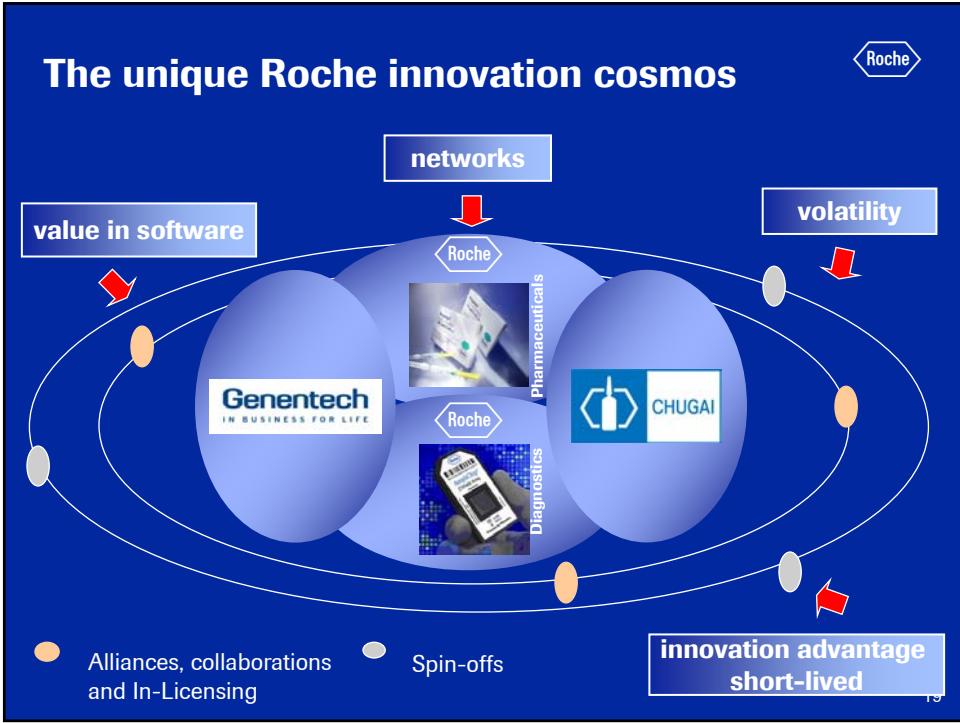 The unique Roche innovation cosmos
Roche
networks
value in software
volatility
Roche
Pharmaceuticals
Genentech
IN BUSINESS FOR LIFE
CHUGAI
Roche
Diagnostics
Alliances, collaborations
and In-Licensing
Spin-offs
innovation advantage
short-lived
19